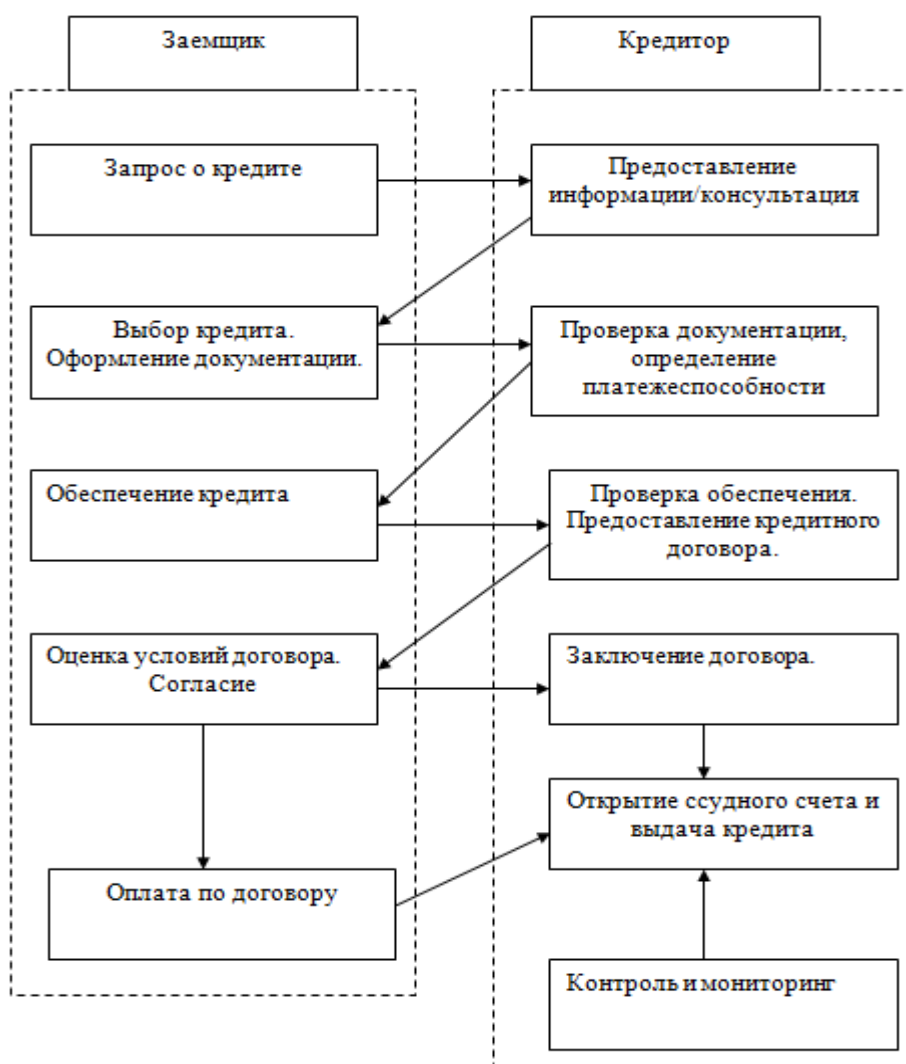 Заемщик
Кредитор
Запрос о кредите
Предоставление
информации/консультация
Выбор кредита.
Оформление документации.
Проверка документации,
определение
платежеспособности
Обеспечение кредита
Проверка обеспечения.
Предоставление кредитного
договора.
Оценка условий договора.
Согласие
Заключение договора.
Открытие ссудного счета и
выдача кредита
Оплата по договору
Контроль и мониторинг